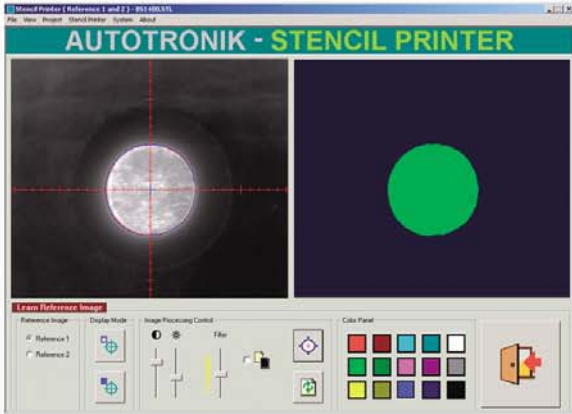 Stencil Printer ( Reference 1 and 2 ) - BS1400.SYL
File View Project Stencil Printer System About
AUTOTRONIK - STENCIL PRINTER
Learn Reference Image
Reference Image Display Mode Image Processing Control Color Panel
Filter
Reference 1
Reference 2